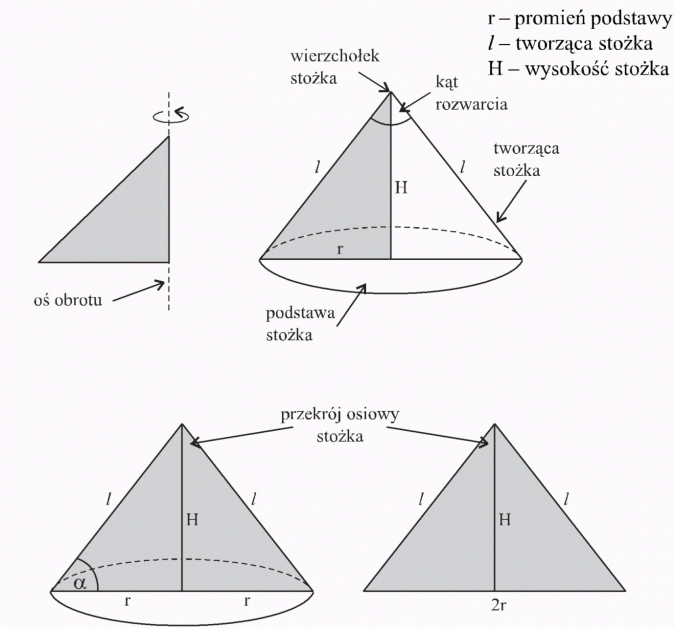 r – promień podstawy
l – tworząca stożka
H – wysokość stożka
wierzchołek
stożka
kąt
rozwarcia
tworząca
stożka
l
l
H
r
oś obrotu
podstawa
stożka
przekrój osiowy
stożka
l
l
H
α
r
r
l
l
H
2r